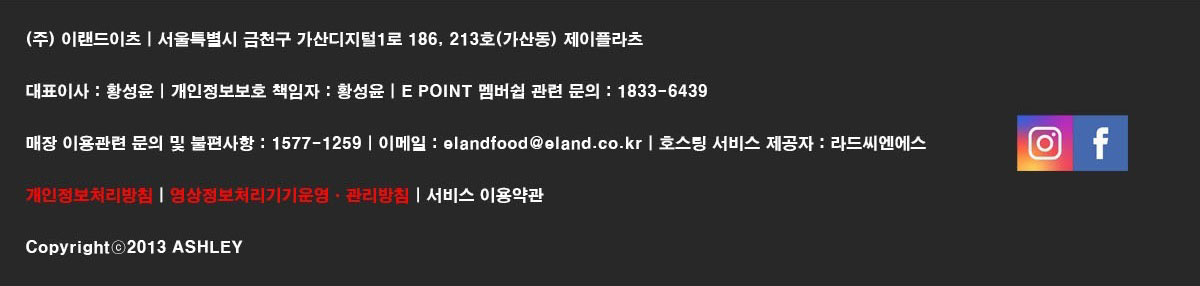 (주) 이랜드이츠 | 서울특별시 금천구 가산디지털1로 186, 213호(가산동) 제이플라츠
대표이사 : 황성윤 | 개인정보보호 책임자 : 황성윤 | E POINT 멤버쉽 관련 문의 : 1833-6439
매장 이용관련 문의 및 불편사항 : 1577-1259 | 이메일 : elandfood@eland.co.kr | 호스팅 서비스 제공자 : 라드씨엔에스
개인정보처리방침 | 영상정보처리기기운영·관리방침 | 서비스 이용약관
Copyrightⓒ2013 ASHLEY